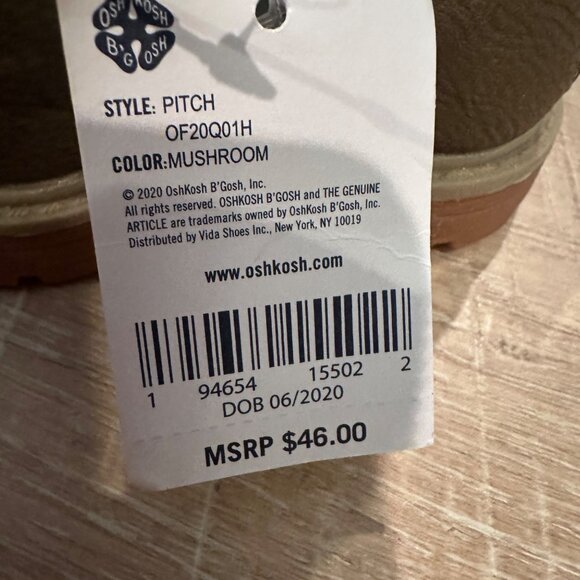 OSH KOSH
B'GOSH
STYLE: PITCH
OF20Q01H
COLOR:MUSHROOM
© 2020 OshKosh B'Gosh, Inc.
All rights reserved. OSHKOSH B'GOSH and THE GENUINE
ARTICLE are trademarks owned by OshKosh B'Gosh, Inc.
Distributed by Vida Shoes Inc., New York, NY 10019
www.oshkosh.com
1 94654 15502 2
DOB 06/2020
MSRP $46.00